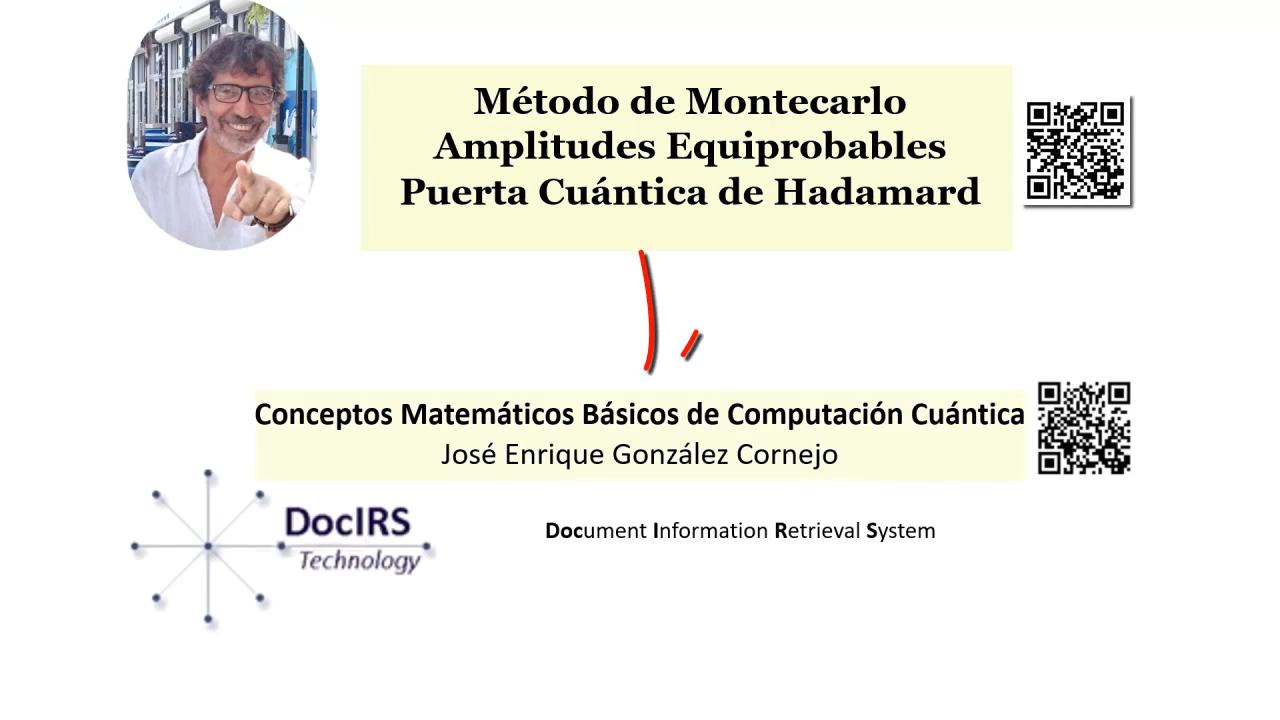 Método de Montecarlo
Amplitudes Equiprobables
Puerta Cuántica de Hadamard
Conceptos Matemáticos Básicos de Computación Cuántica
José Enrique González Cornejo
DocIRS
Technology
Document Information Retrieval System